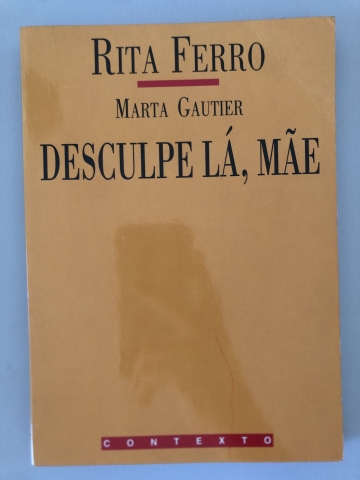 RITA FERRO
MARTA GAUTIER
DESCULPE LÁ, MÃE
CONTEXTO